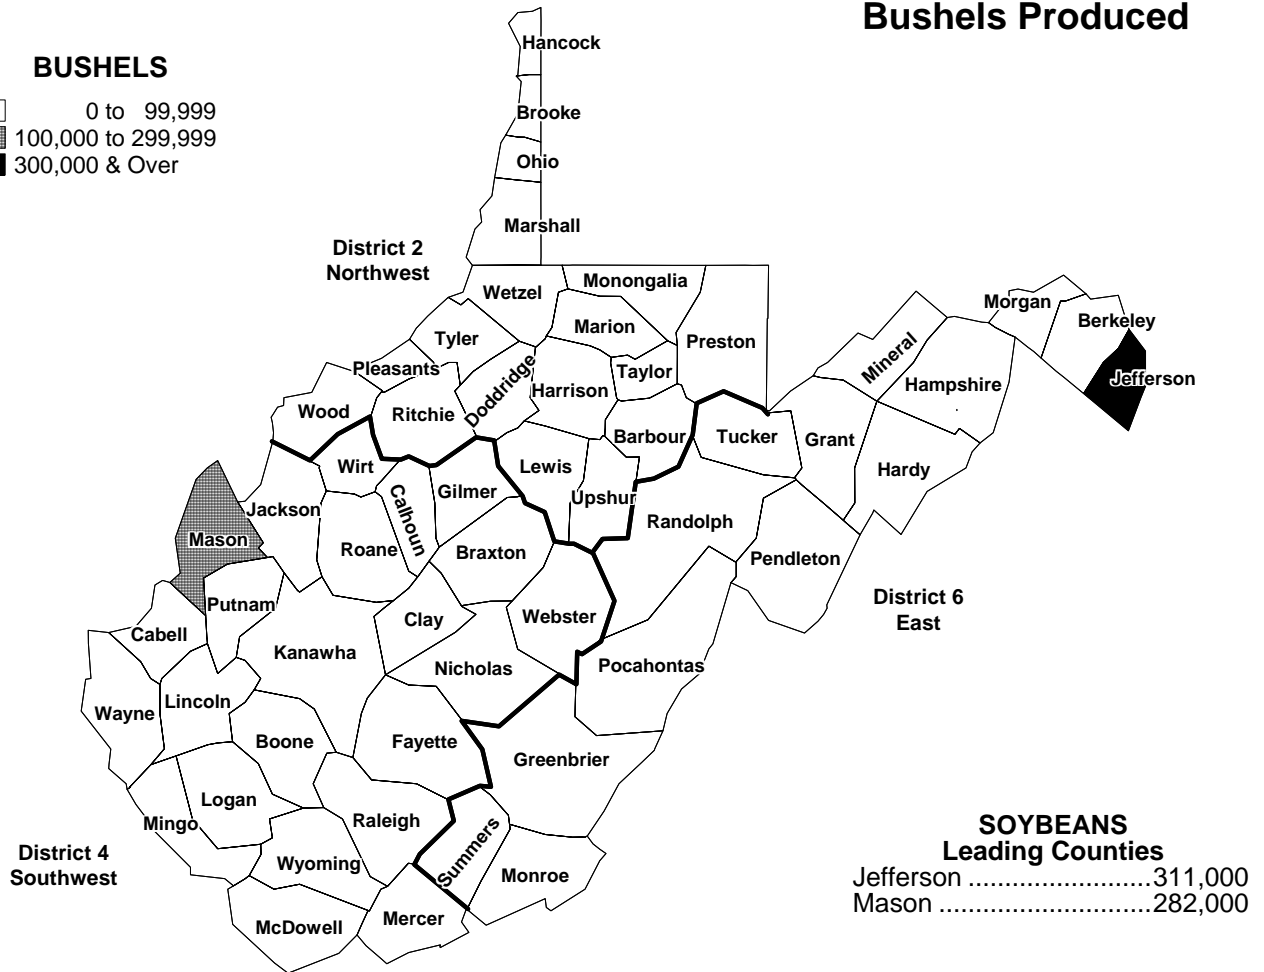 Bushels Produced
BUSHELS
0 to 99,999
100,000 to 299,999
300,000 & Over
Hancock
Brooke
Ohio
Marshall
District 2
Northwest
Wetzel
Monongalia
Marion
Preston
Tyler
Pleasants
Doddridge
Harrison
Taylor
Wood
Ritchie
Barbour
Tucker
Grant
Mineral
Hampshire
Morgan
Berkeley
Jefferson
Hardy
Wirt
Lewis
Gilmer
Calhoun
Upshur
Randolph
Jackson
Mason
Roane
Braxton
Pendleton
District 6
East
Putnam
Cabell
Clay
Webster
Kanawha
Nicholas
Pocahontas
Wayne
Lincoln
Boone
Fayette
Greenbrier
Logan
Mingo
Raleigh
Summers
District 4
Southwest
Wyoming
Monroe
McDowell
Mercer
SOYBEANS
Leading Counties
Jefferson .........................311,000
Mason .............................282,000